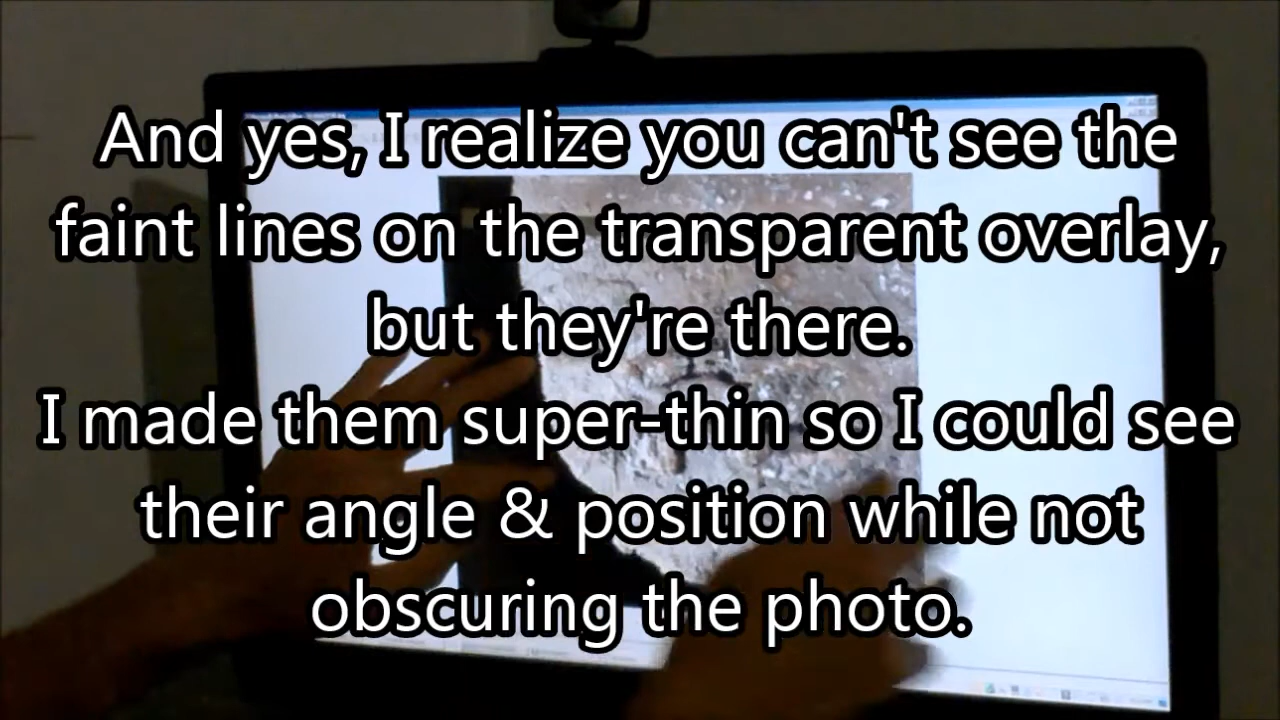 And yes, I realize you can't see the
faint lines on the transparent overlay,
but they're there.
I made them super-thin so I could see
their angle & position while not
obscuring the photo.